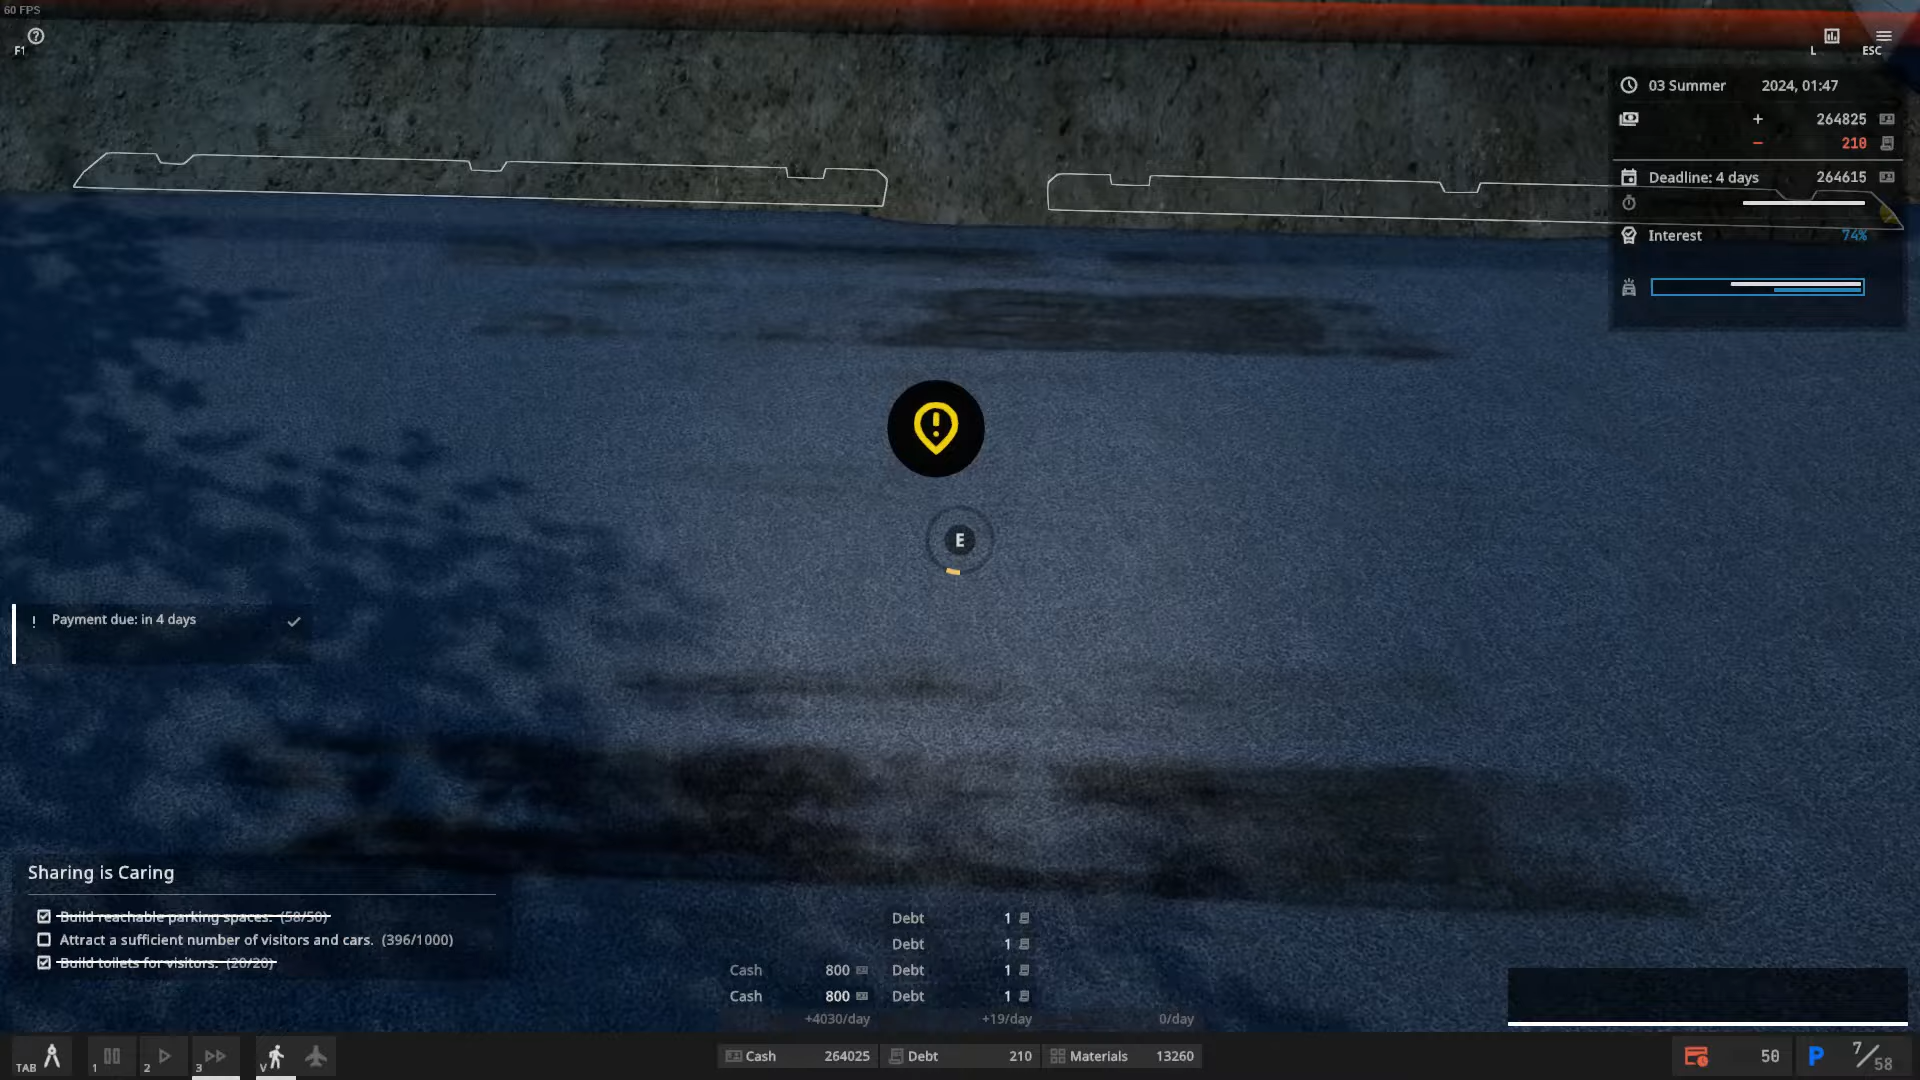 60 FPS
F1
L
ESC
03 Summer 2024, 01:47
+ 264825
- 210
Deadline: 4 days 264615
Interest 74%
E
! Payment due: in 4 days
Sharing is Caring
Build reachable parking spaces. (58/50)
Attract a sufficient number of visitors and cars. (396/1000)
Build toilets for visitors. (20/20)
Debt 1
Debt 1
Cash 800 Debt 1
Cash 800 Debt 1
+4030/day +19/day 0/day
TAB 1 2 3 V
Cash 264025 Debt 210 Materials 13260
50 P 7/58